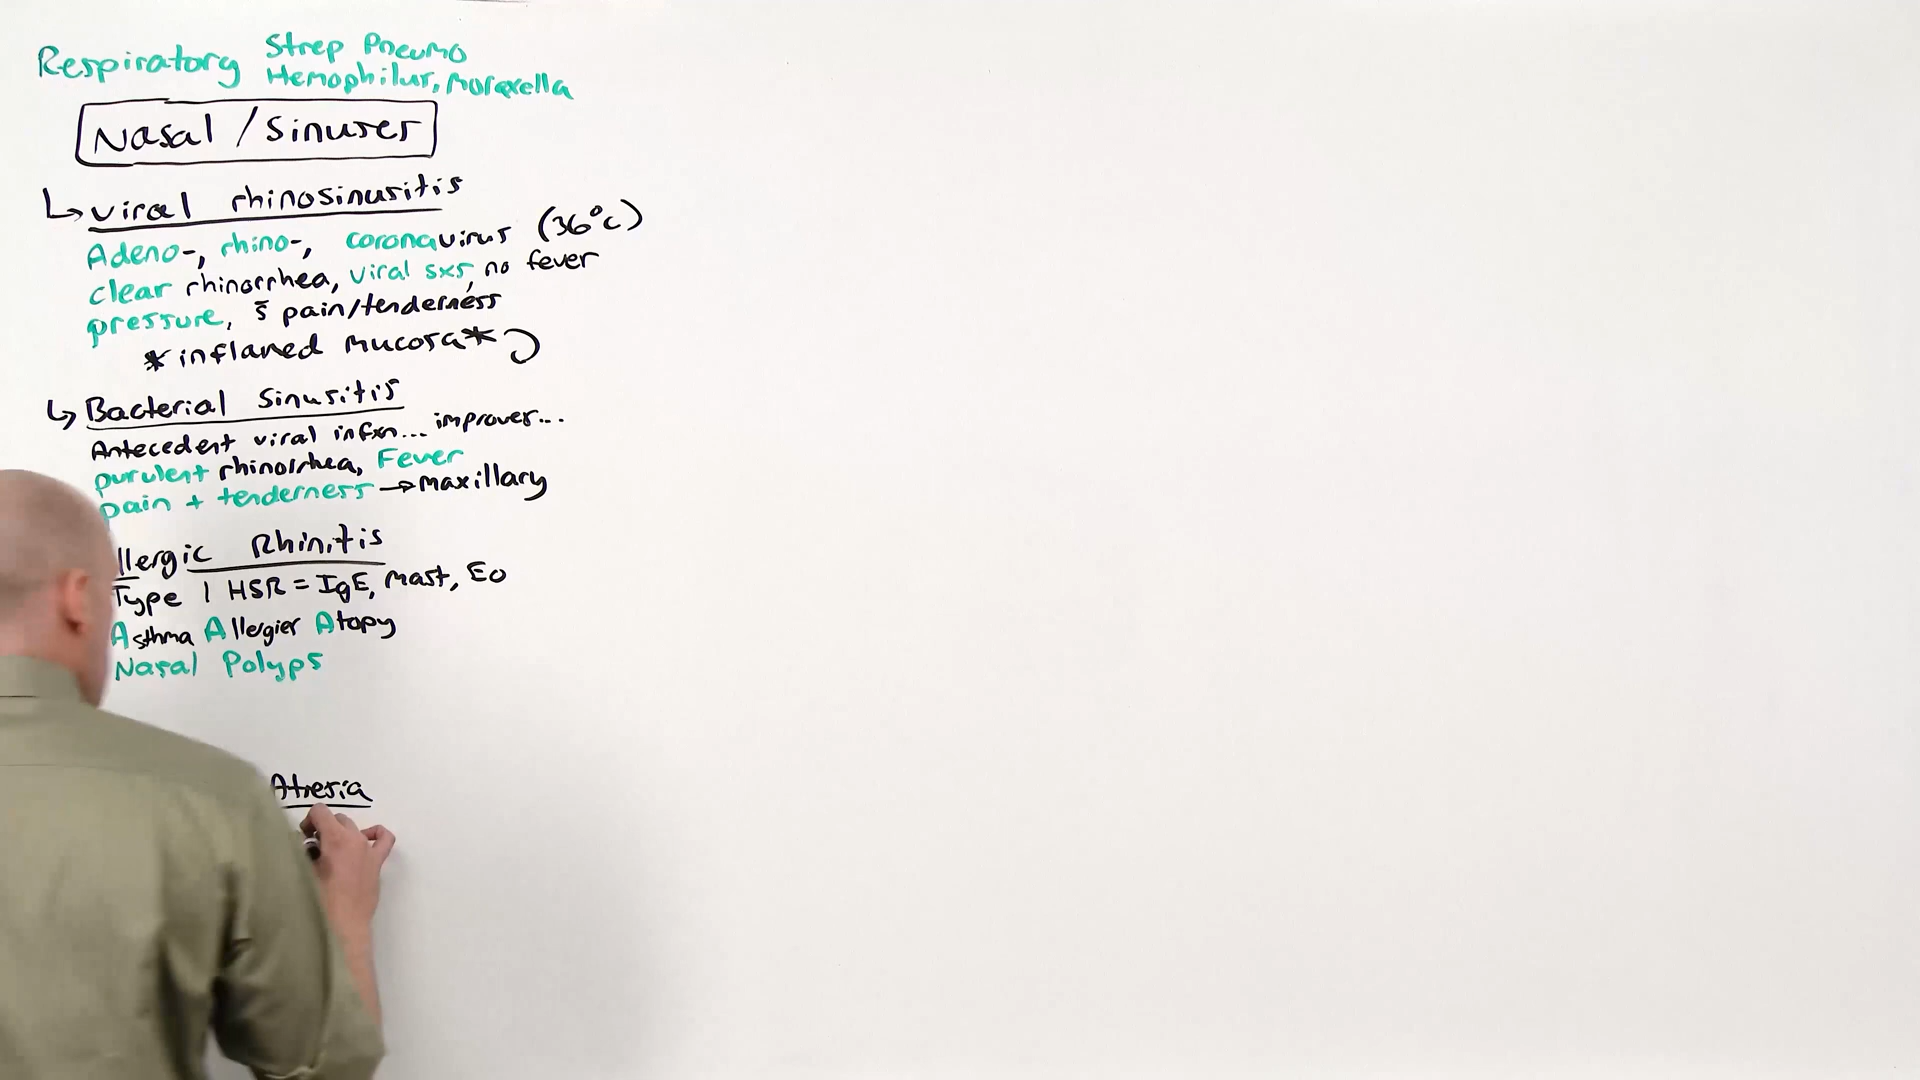 Respiratory
Strep Pneumo
Hemophilus, Moraxella
Nasal / Sinuses
↳ Viral rhinosinusitis
Adeno-, rhino-, coronavirus (36°C)
clear rhinorrhea, viral sxs, no fever
pressure, s̄ pain/tenderness
*inflamed mucosa*
↳ Bacterial Sinusitis
Antecedent viral infxn... improves...
purulent rhinorrhea, Fever
pain + tenderness → maxillary
llergic Rhinitis
Type 1 HSR = IgE, Mast, Eo
Asthma Allergies Atopy
Nasal Polyps
Atresia